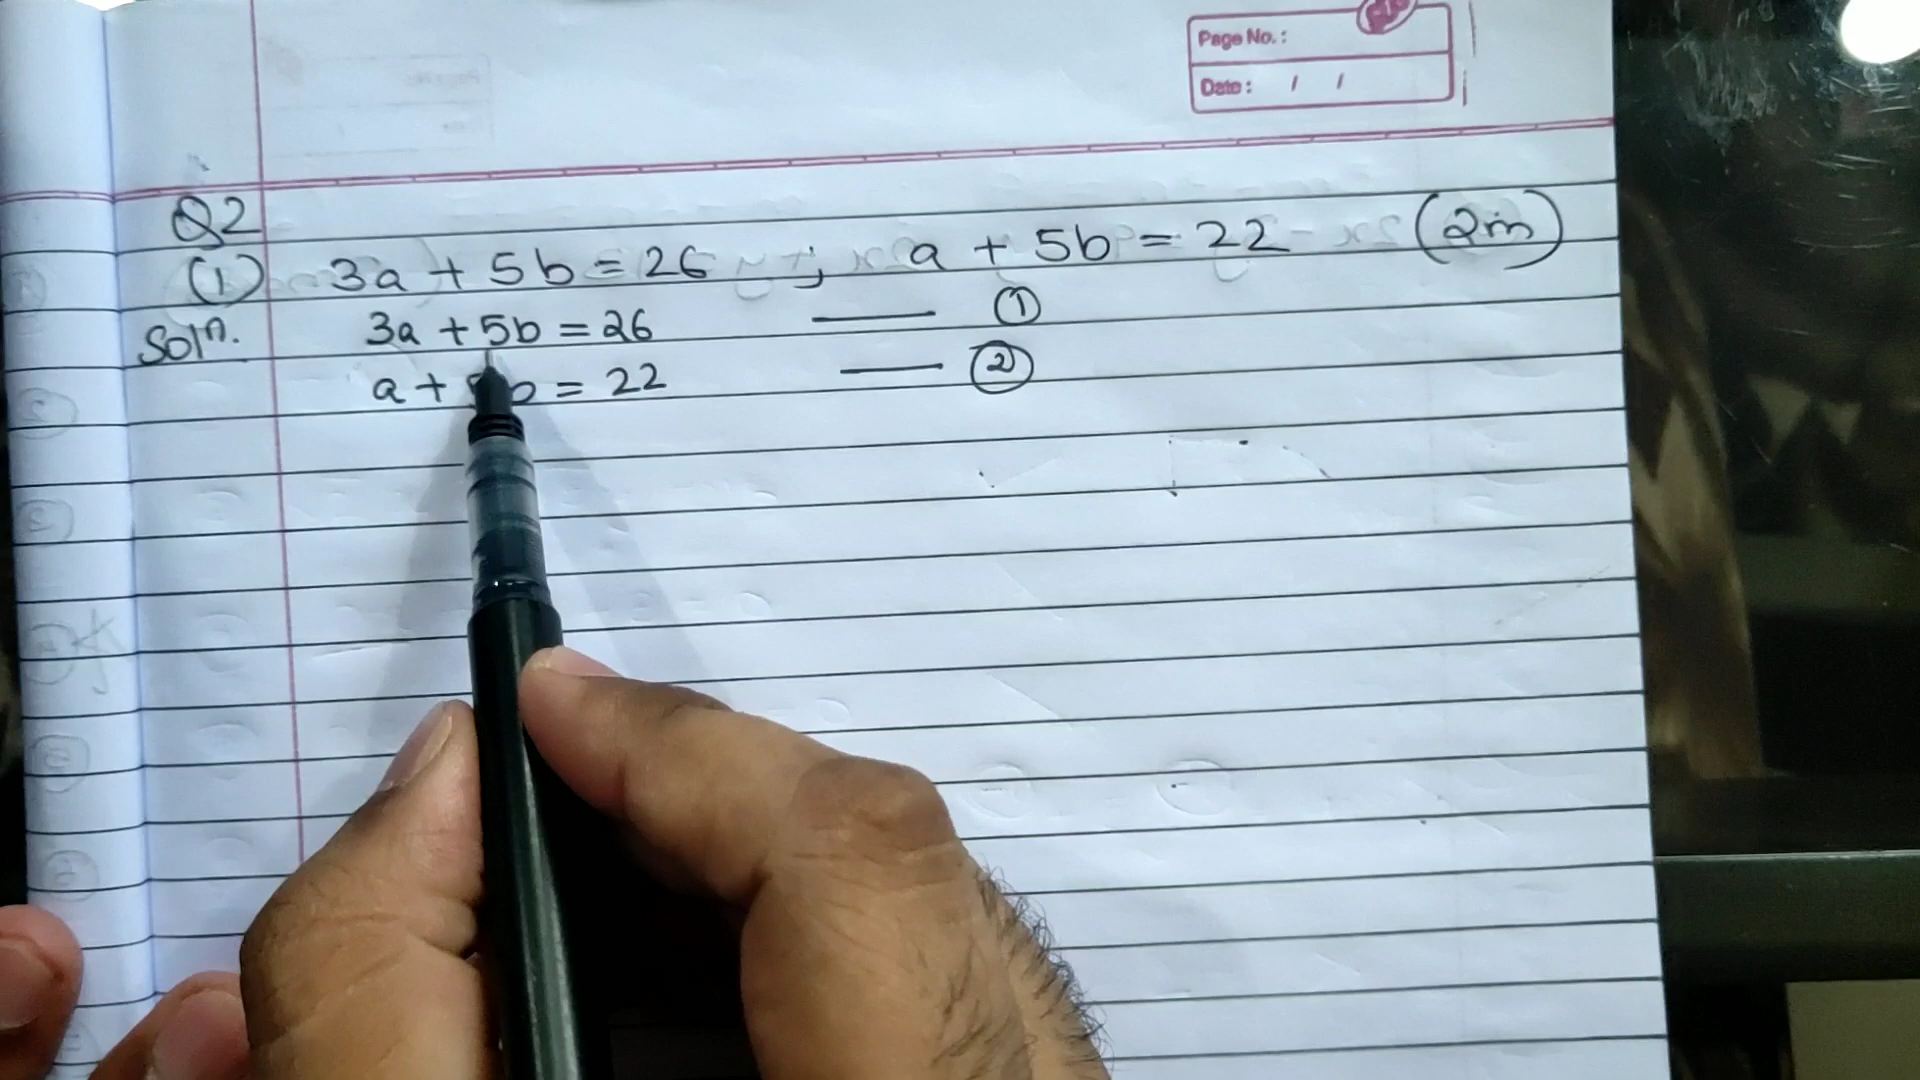 Page No. :
Date : / /
Q2
(1) 3a + 5b = 26 ; a + 5b = 22 (2m)
Solⁿ. 3a + 5b = 26 —— ①
a + 5b = 22 —— ②